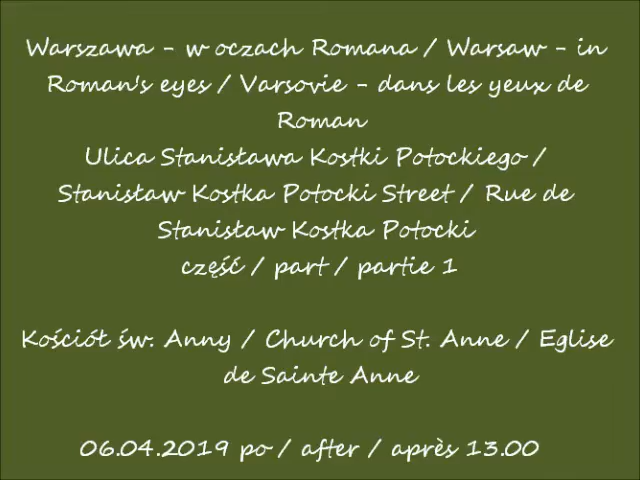 Warszawa - w oczach Romana / Warsaw - in
Roman's eyes / Varsovie - dans les yeux de
Roman
Ulica Stanisława Kostki Potockiego /
Stanisław Kostka Potocki Street / Rue de
Stanisław Kostka Potocki
część / part / partie 1
Kościół św. Anny / Church of St. Anne / Eglise
de Sainte Anne
06.04.2019 po / after / après 13.00